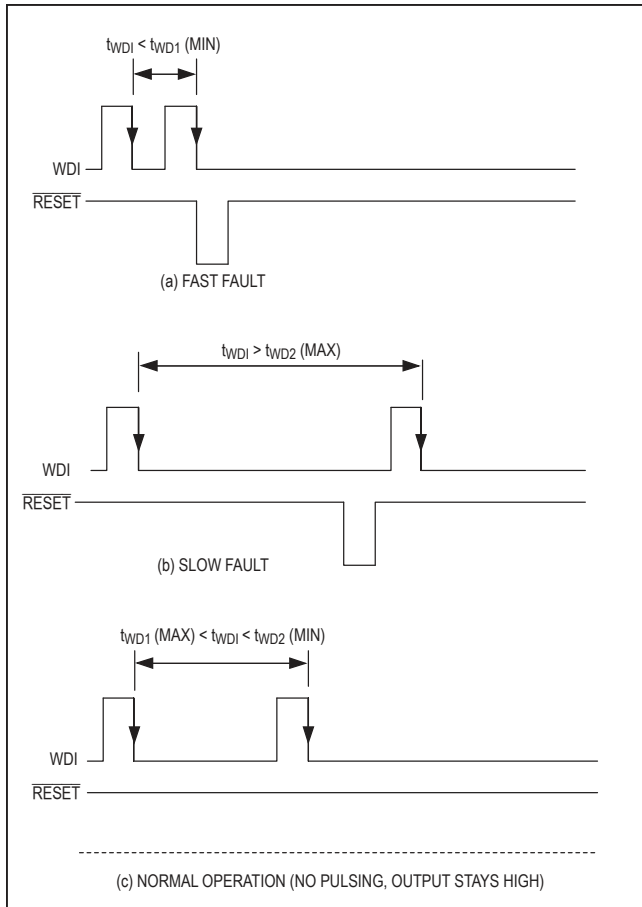 tWDI < tWD1 (MIN)
WDI
RESET
(a) FAST FAULT
tWDI > tWD2 (MAX)
WDI
RESET
(b) SLOW FAULT
tWD1 (MAX) < tWDI < tWD2 (MIN)
WDI
RESET
(c) NORMAL OPERATION (NO PULSING, OUTPUT STAYS HIGH)